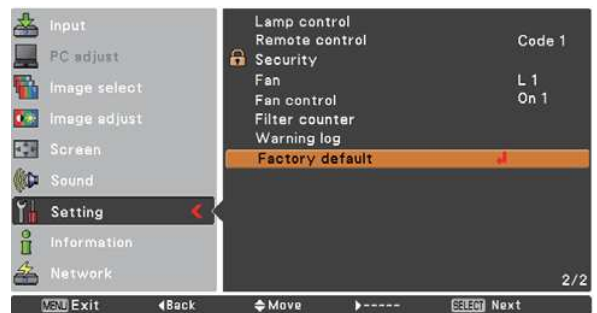 Input
PC adjust
Image select
Image adjust
Screen
Sound
Setting
Information
Network
Lamp control
Remote control Code 1
Security
Fan L 1
Fan control On 1
Filter counter
Warning log
Factory default
2/2
MENU Exit ◀Back Move ▶----- SELECT Next